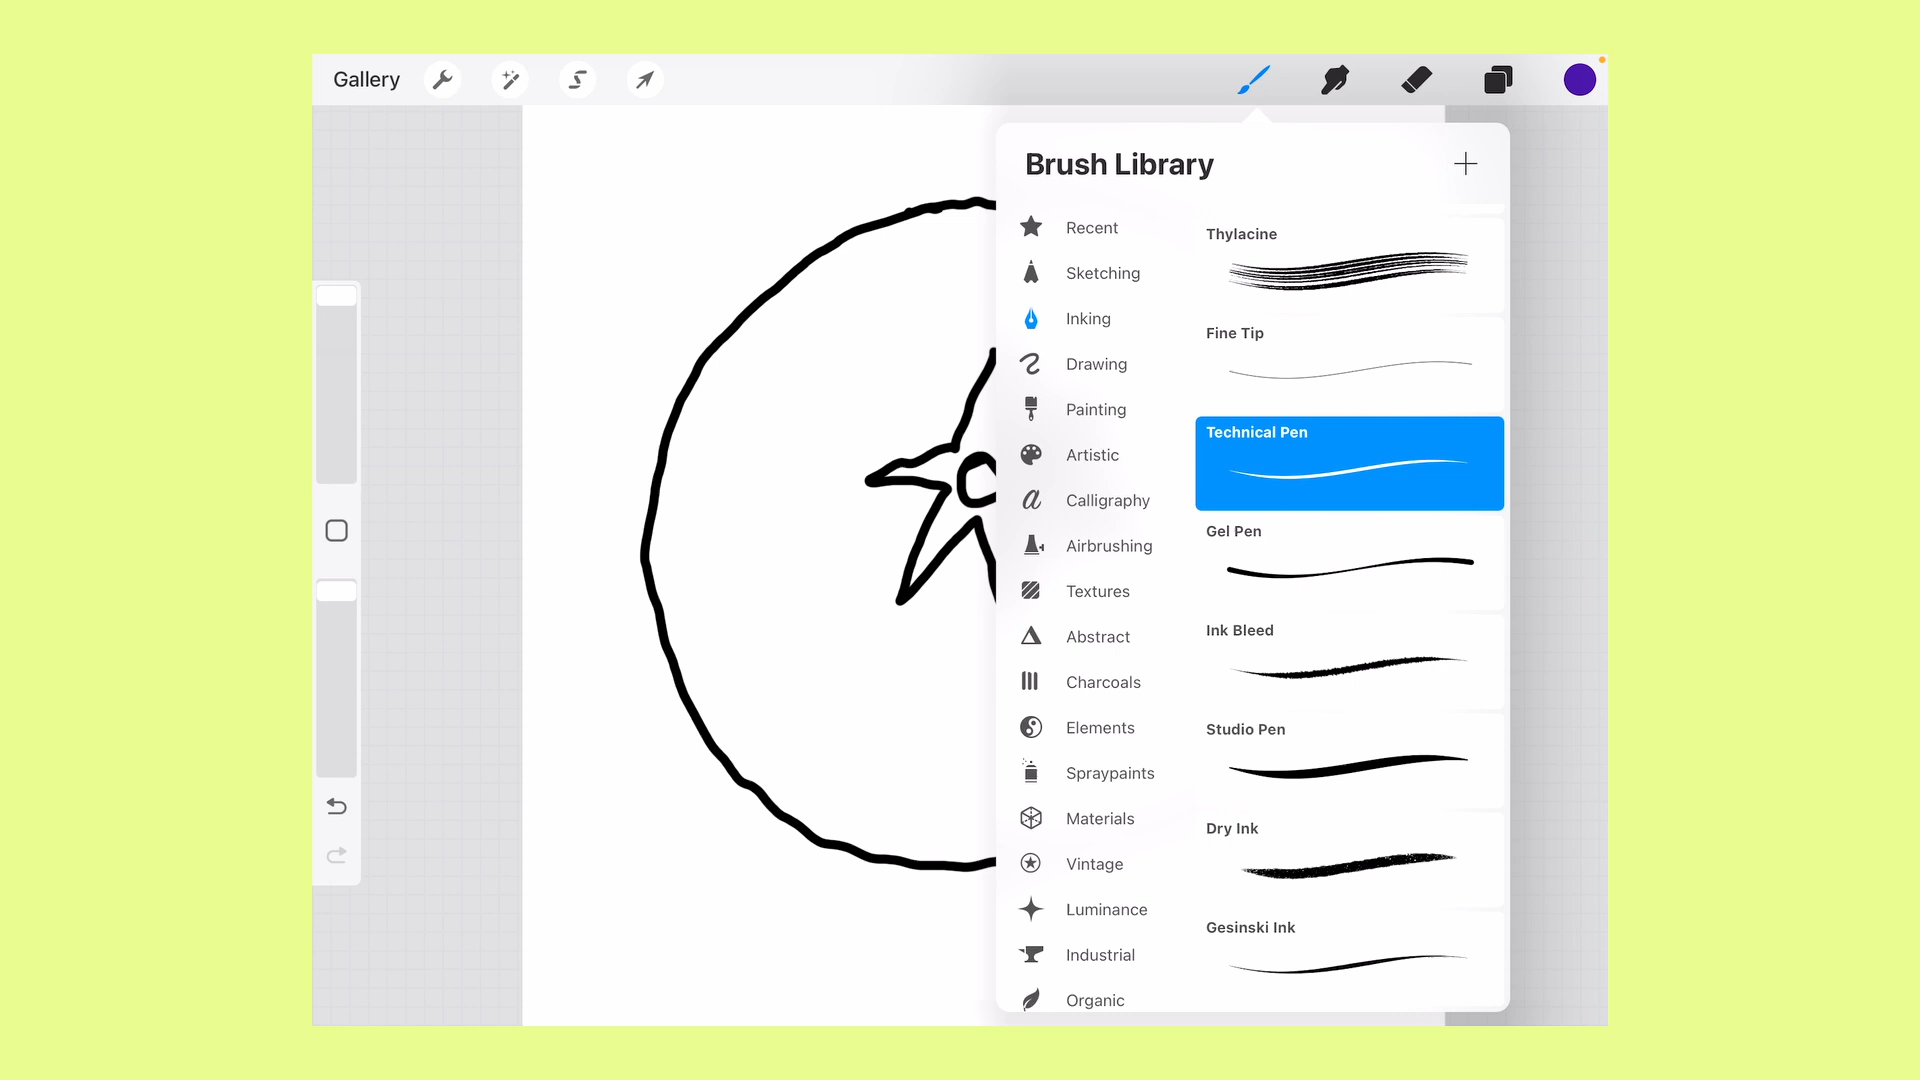 Gallery
Brush Library
Recent
Sketching
Inking
Drawing
Painting
Artistic
Calligraphy
Airbrushing
Textures
Abstract
Charcoals
Elements
Spraypaints
Materials
Vintage
Luminance
Industrial
Organic
Thylacine
Fine Tip
Technical Pen
Gel Pen
Ink Bleed
Studio Pen
Dry Ink
Gesinski Ink